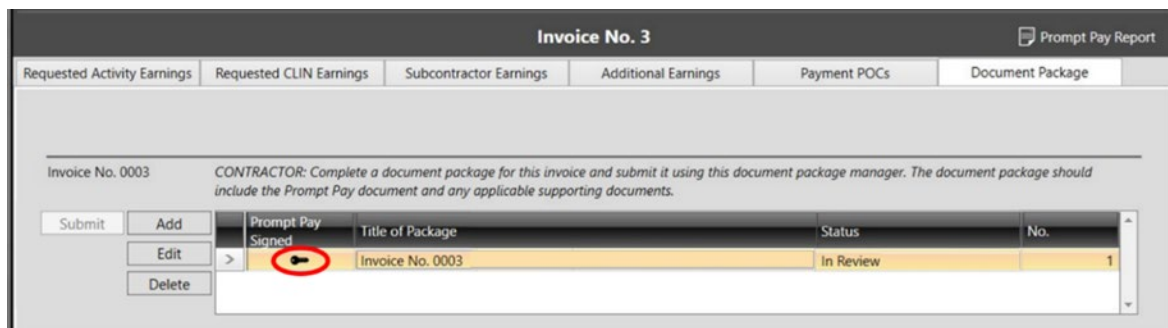 Invoice No. 3
Prompt Pay Report
Requested Activity Earnings Requested CLIN Earnings Subcontractor Earnings Additional Earnings Payment POCs Document Package
Invoice No. 0003
CONTRACTOR: Complete a document package for this invoice and submit it using this document package manager. The document package should
include the Prompt Pay document and any applicable supporting documents.
Submit Add
Edit
Delete
Prompt Pay
Signed
Title of Package Status No.
> Invoice No. 0003 In Review 1